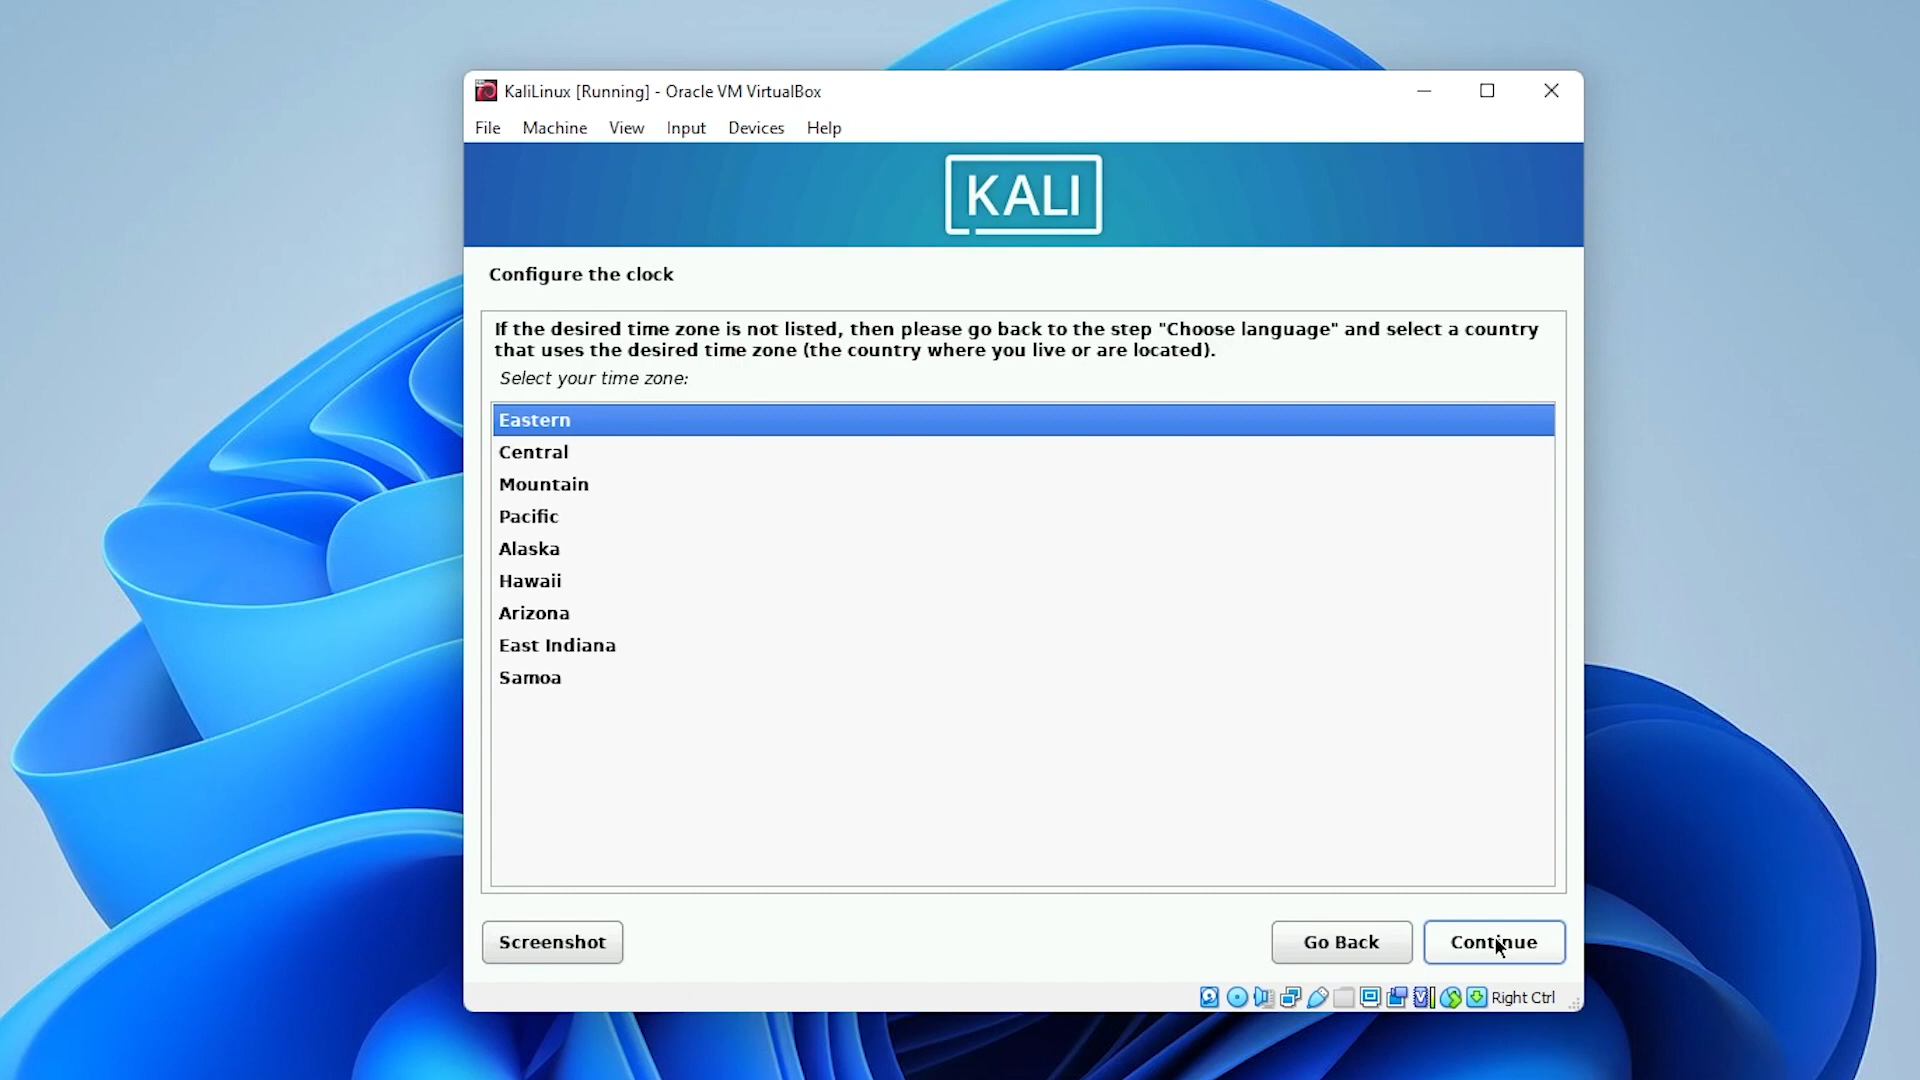 KaliLinux [Running] - Oracle VM VirtualBox
File Machine View Input Devices Help
KALI
Configure the clock
If the desired time zone is not listed, then please go back to the step "Choose language" and select a country
that uses the desired time zone (the country where you live or are located).
Select your time zone:
Eastern
Central
Mountain
Pacific
Alaska
Hawaii
Arizona
East Indiana
Samoa
Screenshot
Go Back
Continue
Right Ctrl